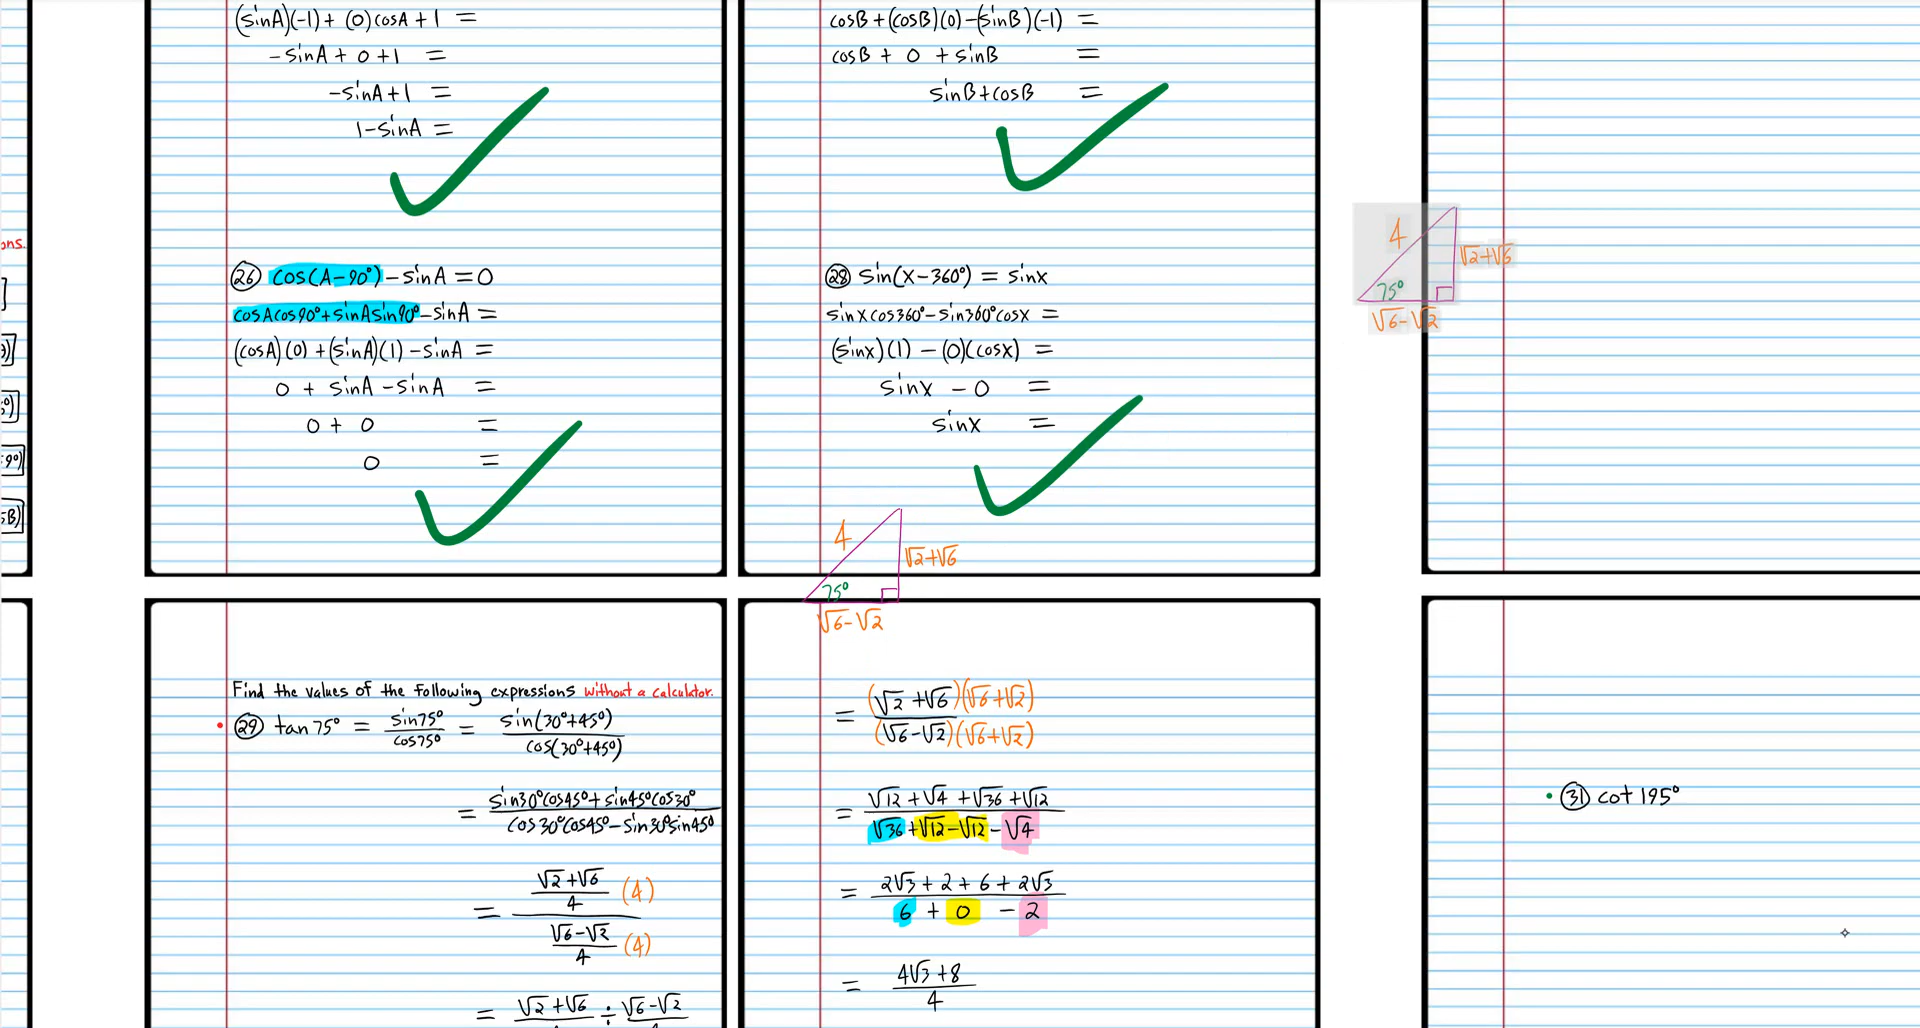 ons.
9°)
B)
(sinA)(-1) + (0)cosA + 1 =
-sinA + 0 + 1 =
-sinA+1 =
1-sinA =
㉖ cos(A-90°) - sinA = 0
cosAcos90°+sinAsin90° - sinA =
(cosA)(0) + (sinA)(1) - sinA =
0 + sinA - sinA =
0 + 0 =
0 =
cosB + (cosB)(0) - (sinB)(-1) =
cosB + 0 + sinB =
sinB+cosB =
㉘ sin(x-360°) = sinx
sinxcos360° - sin360°cosx =
(sinx)(1) - (0)(cosx) =
sinx - 0 =
sinx =
4
√2+√6
75°
√6-√2
4
√2+√6
75°
√6-√2
Find the values of the following expressions without a calculator.
㉙ tan75° = sin75°/cos75° = sin(30°+45°)/cos(30°+45°)
= (sin30°cos45° + sin45°cos30°)/(cos30°cos45° - sin30°sin45°)
= ((√2+√6)/4 (4))/((√6-√2)/4 (4))
= √2+√6 ÷ √6-√2
= (√2+√6)(√6+√2)/(√6-√2)(√6+√2)
= (√12 + √4 + √36 + √12)/(√36 + √12 - √12 - √4)
= (2√3 + 2 + 6 + 2√3)/(6 + 0 - 2)
= (4√3 + 8)/4
㉛ cot 195°